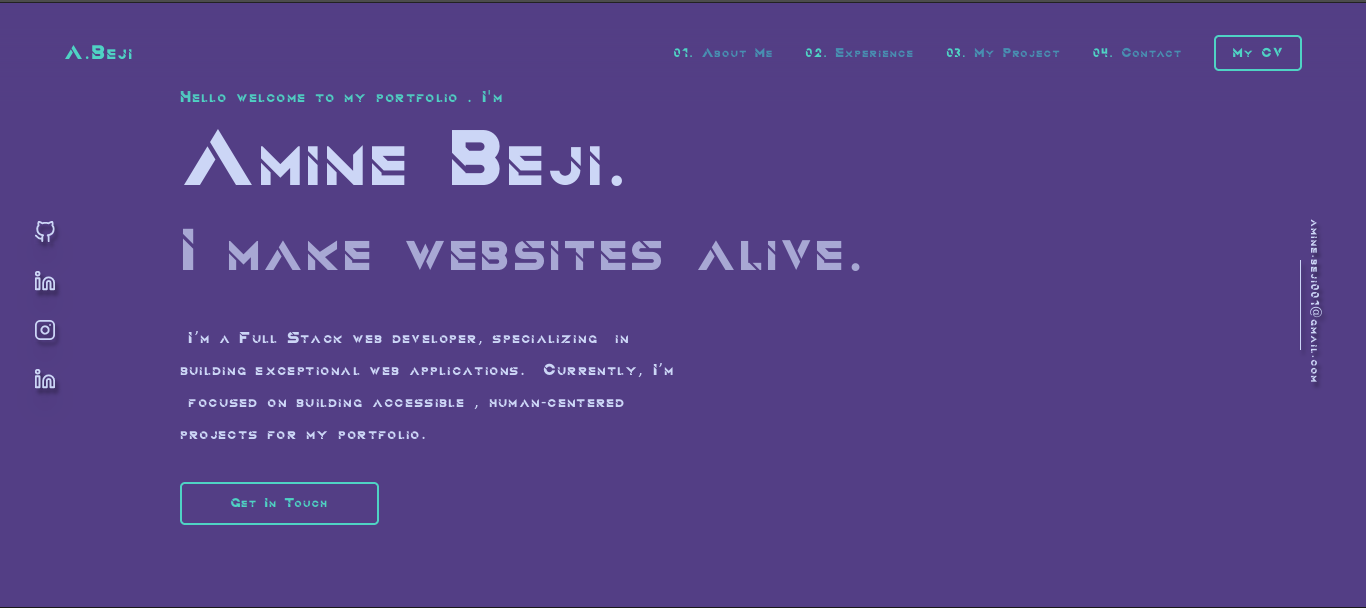 A.Beji
01. About Me 02. Experience 03. My Project 04. Contact My CV
Hello welcome to my portfolio . i'm
Amine Beji.
I make websites alive.
i'm a Full Stack web developer, specializing in
building exceptional web applications. Currently, i'm
focused on building accessible , human-centered
projects for my portfolio.
Get in Touch
amine.beji001@gmail.com